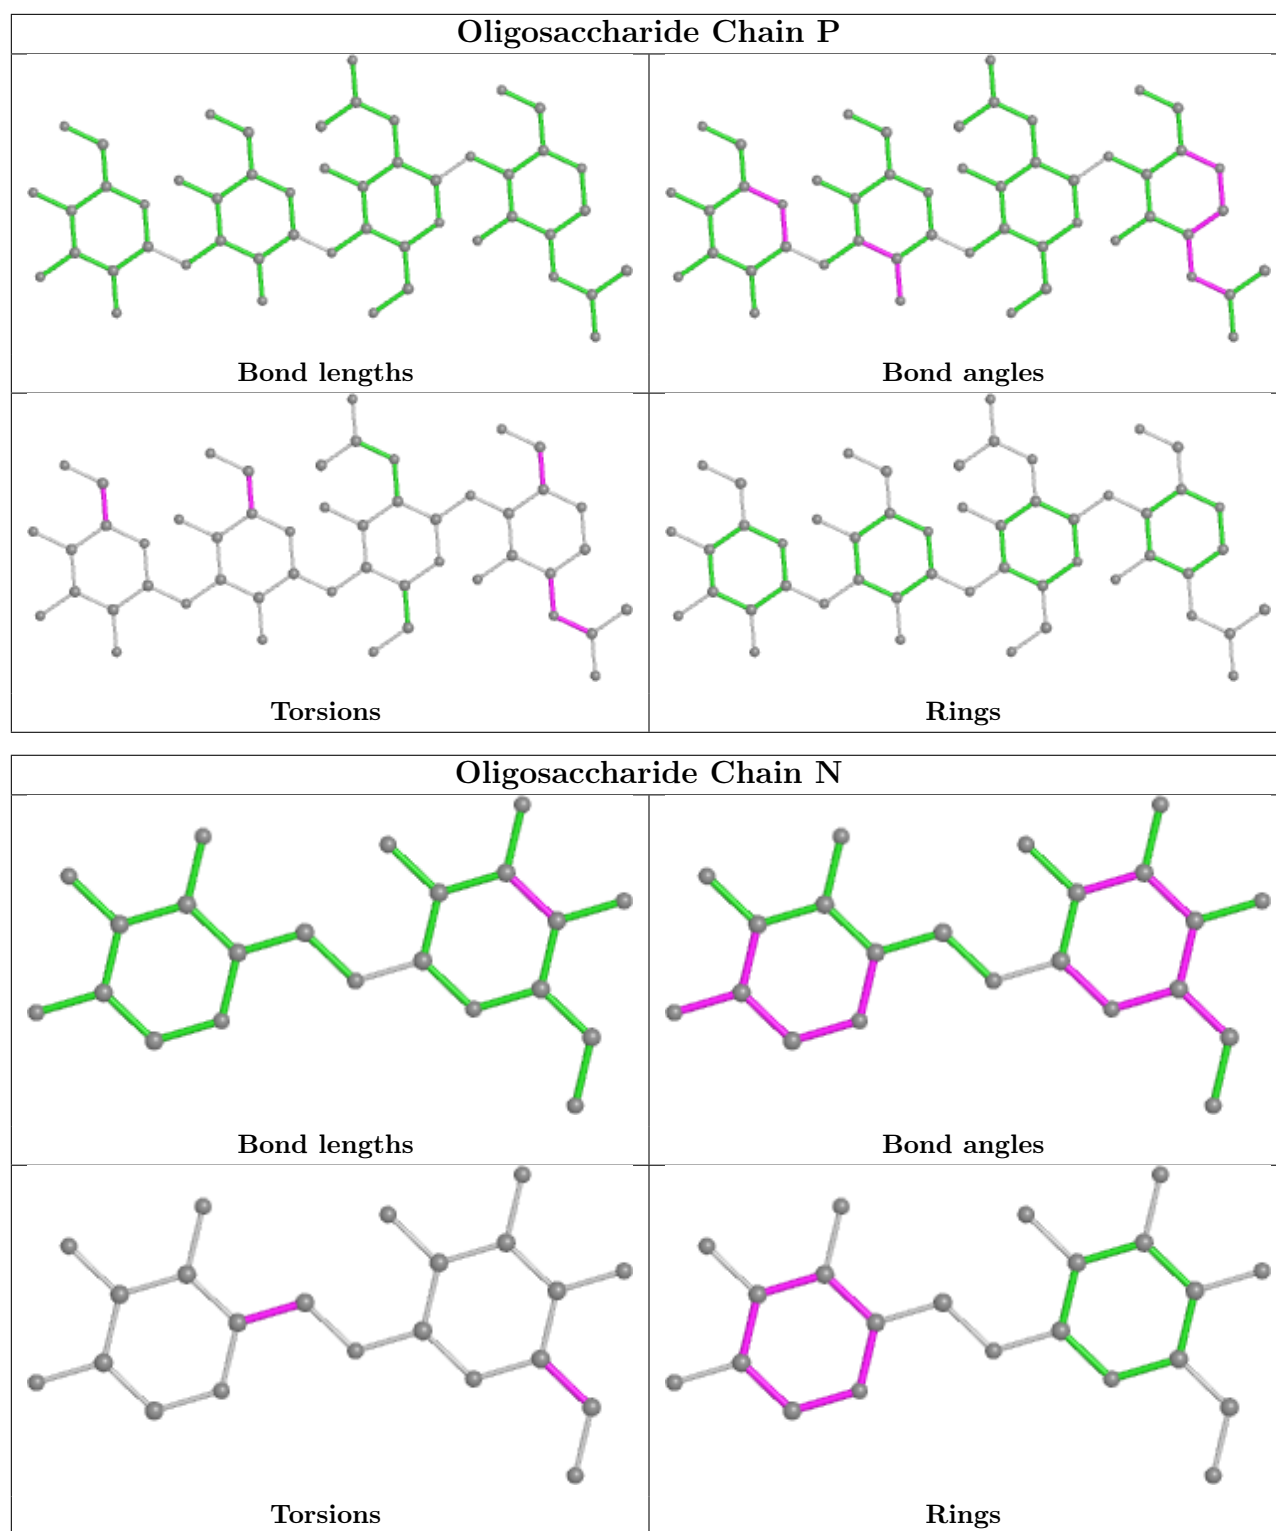 Oligosaccharide Chain P
Bond lengths
Bond angles
Torsions
Rings
Oligosaccharide Chain N
Bond lengths
Bond angles
Torsions
Rings